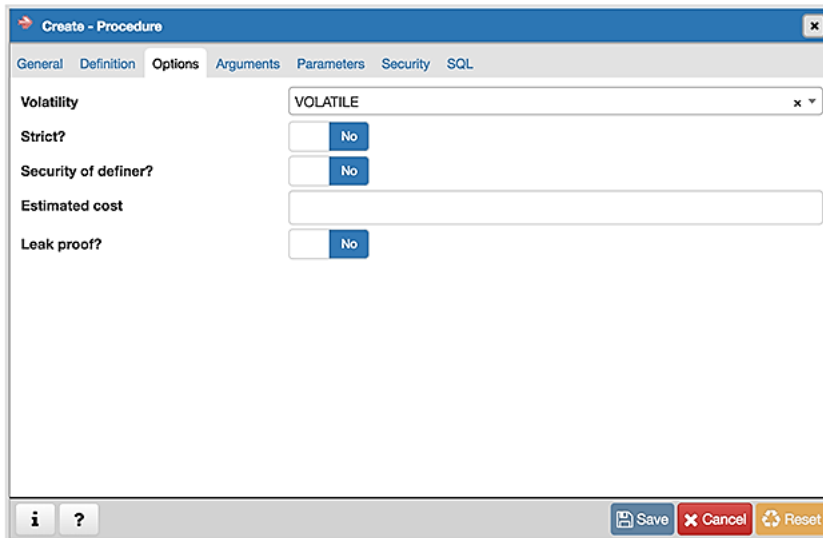 Create - Procedure
General Definition Options Arguments Parameters Security SQL
Volatility VOLATILE
Strict? No
Security of definer? No
Estimated cost
Leak proof? No
i ? Save Cancel Reset